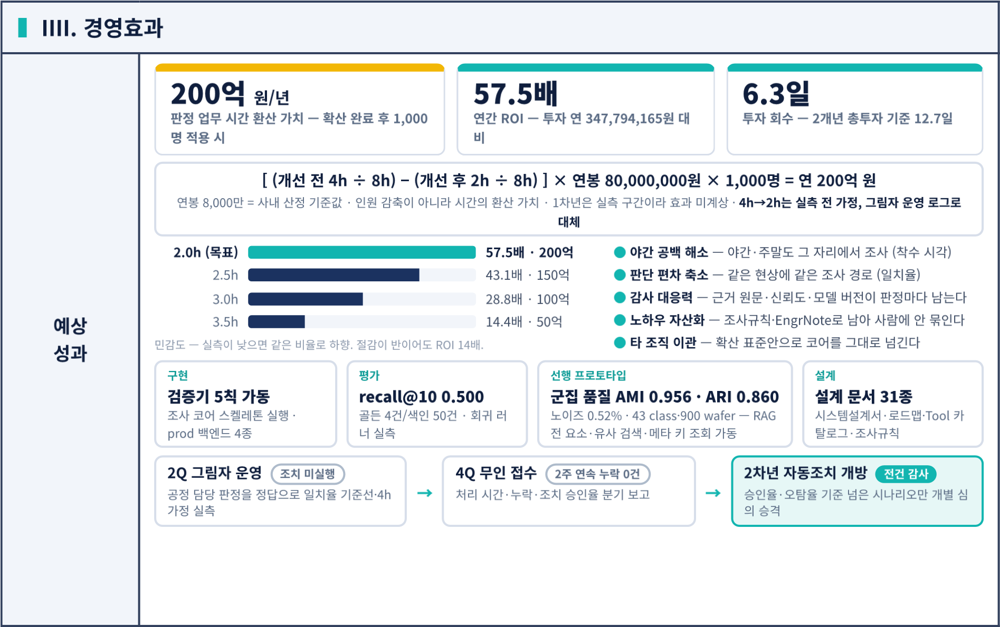 IIII. 경영효과
예상
성과
200억 원/년
판정 업무 시간 환산 가치 — 확산 완료 후 1,000
명 적용 시
57.5배
연간 ROI — 투자 연 347,794,165원 대
비
6.3일
투자 회수 — 2개년 총투자 기준 12.7일
[ (개선 전 4h ÷ 8h) − (개선 후 2h ÷ 8h) ] × 연봉 80,000,000원 × 1,000명 = 연 200억 원
연봉 8,000만 = 사내 산정 기준값 · 인원 감축이 아니라 시간의 환산 가치 · 1차년은 실측 구간이라 효과 미계상 · 4h→2h는 실측 전 가정, 그림자 운영 로그로
대체
2.0h (목표) 57.5배 · 200억
2.5h 43.1배 · 150억
3.0h 28.8배 · 100억
3.5h 14.4배 · 50억
민감도 — 실측이 낮으면 같은 비율로 하향. 절감이 반이어도 ROI 14배.
야간 공백 해소 — 야간·주말도 그 자리에서 조사 (착수 시각)
판단 편차 축소 — 같은 현상에 같은 조사 경로 (일치율)
감사 대응력 — 근거 원문·신뢰도·모델 버전이 판정마다 남는다
노하우 자산화 — 조사규칙·EngrNote로 남아 사람에 안 묶인다
타 조직 이관 — 확산 표준안으로 코어를 그대로 넘긴다
구현
검증기 5칙 가동
조사 코어 스켈레톤 실행 ·
prod 백엔드 4종
평가
recall@10 0.500
골든 4건/색인 50건 · 회귀 러
너 실측
선행 프로토타입
군집 품질 AMI 0.956 · ARI 0.860
노이즈 0.52% · 43 class·900 wafer — RAG
전 요소·유사 검색·메타 키 조회 가동
설계
설계 문서 31종
시스템설계서·로드맵·Tool 카
탈로그·조사규칙
2Q 그림자 운영 조치 미실행
공정 담당 판정을 정답으로 일치율 기준선·4h
가정 실측
→
4Q 무인 접수 2주 연속 누락 0건
처리 시간·누락·조치 승인율 분기 보고
→
2차년 자동조치 개방 전건 감사
승인율·오탐율 기준 넘은 시나리오만 개별 심
의 승격